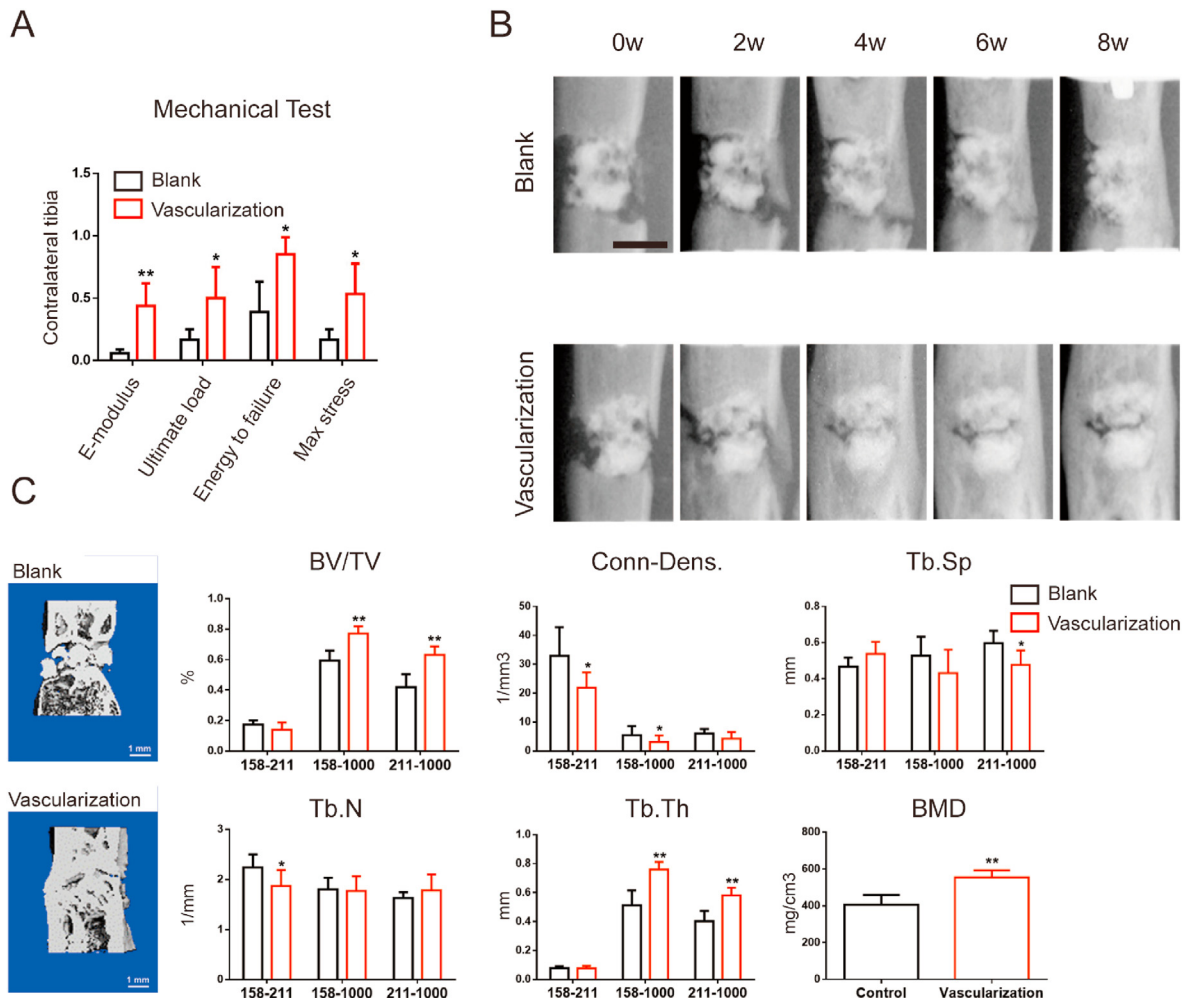 A
Mechanical Test
Contralateral tibia
1.5
1.0
0.5
0.0
Blank
Vascularization
**
*
*
*
E-modulus
Ultimate load
Energy to failure
Max stress
B
0w 2w 4w 6w 8w
Blank
Vascularization
C
Blank
1 mm
Vascularization
1 mm
BV/TV
%
1.0
0.8
0.6
0.4
0.2
0.0
**
**
158-211 158-1000 211-1000
Conn-Dens.
1/mm3
50
40
30
20
10
0
*
*
158-211 158-1000 211-1000
Tb.Sp
Blank
Vascularization
mm
0.8
0.6
0.4
0.2
0.0
*
158-211 158-1000 211-1000
Tb.N
1/mm
3
2
1
0
*
158-211 158-1000 211-1000
Tb.Th
mm
1.0
0.8
0.6
0.4
0.2
0.0
**
**
158-211 158-1000 211-1000
BMD
mg/cm3
800
600
400
200
0
**
Control Vascularization